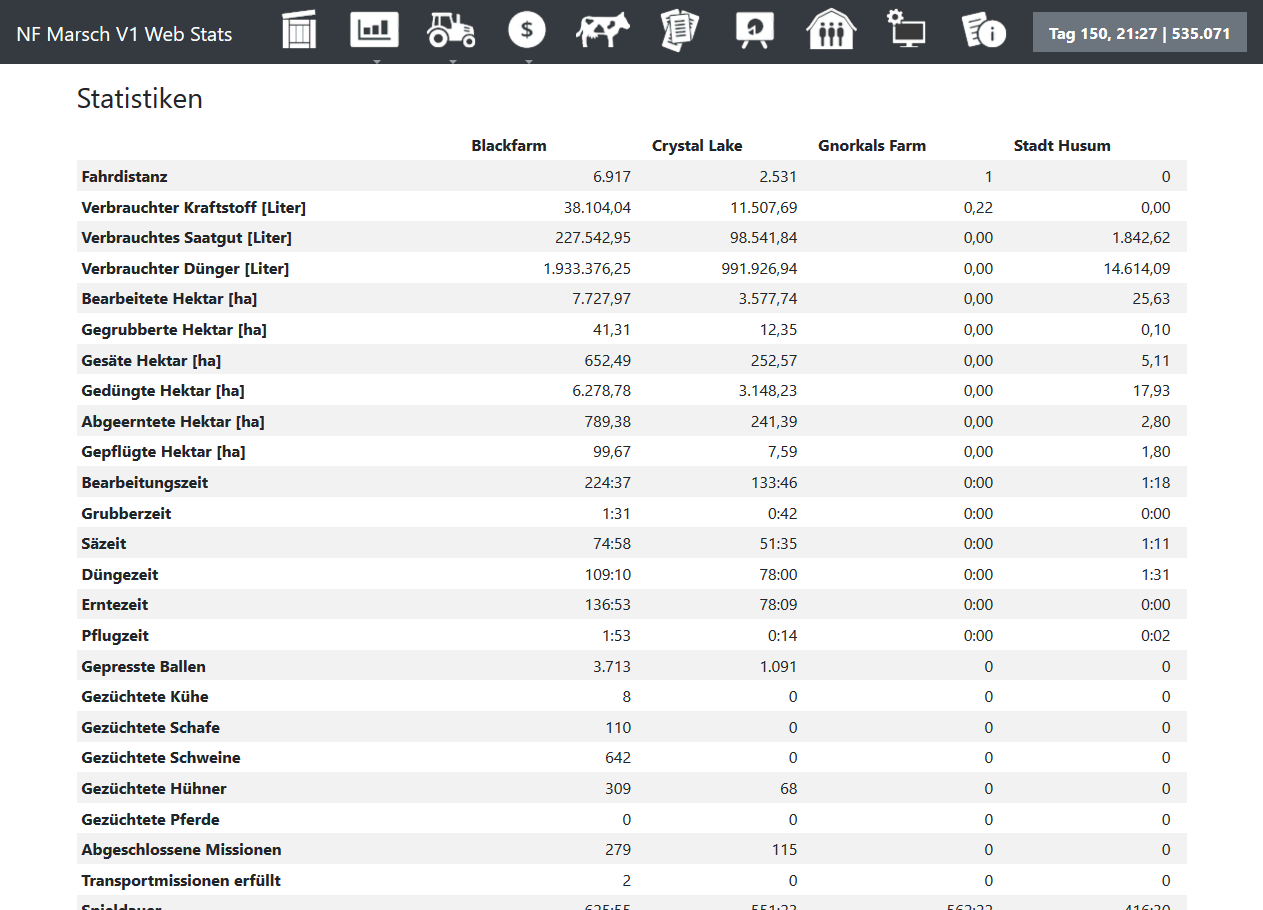 NF Marsch V1 Web Stats
$
Tag 150, 21:27 | 535.071
Statistiken
Blackfarm Crystal Lake Gnorkals Farm Stadt Husum
Fahrdistanz 6.917 2.531 1 0
Verbrauchter Kraftstoff [Liter] 38.104,04 11.507,69 0,22 0,00
Verbrauchtes Saatgut [Liter] 227.542,95 98.541,84 0,00 1.842,62
Verbrauchter Dünger [Liter] 1.933.376,25 991.926,94 0,00 14.614,09
Bearbeitete Hektar [ha] 7.727,97 3.577,74 0,00 25,63
Gegrubberte Hektar [ha] 41,31 12,35 0,00 0,10
Gesäte Hektar [ha] 652,49 252,57 0,00 5,11
Gedüngte Hektar [ha] 6.278,78 3.148,23 0,00 17,93
Abgeerntete Hektar [ha] 789,38 241,39 0,00 2,80
Gepflügte Hektar [ha] 99,67 7,59 0,00 1,80
Bearbeitungszeit 224:37 133:46 0:00 1:18
Grubberzeit 1:31 0:42 0:00 0:00
Säzeit 74:58 51:35 0:00 1:11
Düngezeit 109:10 78:00 0:00 1:31
Erntezeit 136:53 78:09 0:00 0:00
Pflugzeit 1:53 0:14 0:00 0:02
Gepresste Ballen 3.713 1.091 0 0
Gezüchtete Kühe 8 0 0 0
Gezüchtete Schafe 110 0 0 0
Gezüchtete Schweine 642 0 0 0
Gezüchtete Hühner 309 68 0 0
Gezüchtete Pferde 0 0 0 0
Abgeschlossene Missionen 279 115 0 0
Transportmissionen erfüllt 2 0 0 0
Spieldauer